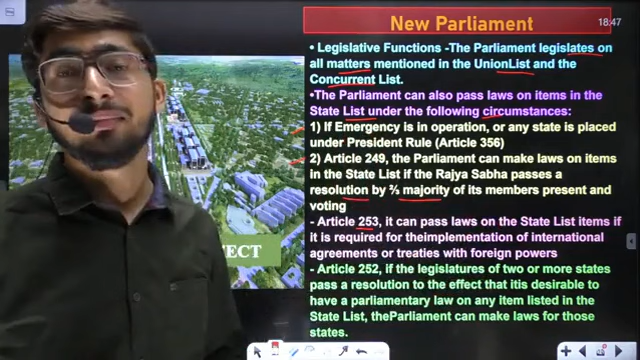 New Parliament
18:47
• Legislative Functions -The Parliament legislates on
all matters mentioned in the UnionList and the
Concurrent List.
•The Parliament can also pass laws on items in the
State List under the following circumstances:
1) If Emergency is in operation, or any state is placed
under President Rule (Article 356)
2) Article 249, the Parliament can make laws on items
in the State List if the Rajya Sabha passes a
resolution by ⅔ majority of its members present and
voting
- Article 253, it can pass laws on the State List items if
it is required for theimplementation of international
agreements or treaties with foreign powers
- Article 252, if the legislatures of two or more states
pass a resolution to the effect that itis desirable to
have a parliamentary law on any item listed in the
State List, theParliament can make laws for those
states.